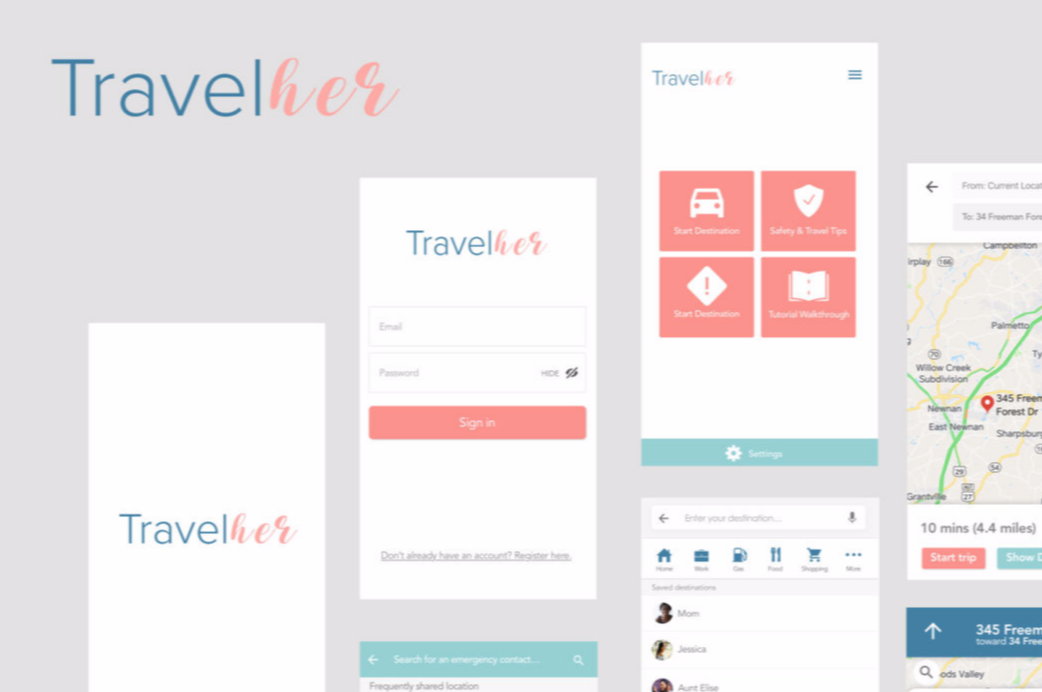 Travelher
Travelher
Travelher
Email
Password HIDE
Sign in
Don't already have an account? Register here.
Search for an emergency contact...
Frequently shared location
Travelher
Start Destination
Safety & Travel Tips
Start Destination
Tutorial Walkthrough
Settings
Enter your destination...
Home Work Gas Food Shopping More
Saved destinations
Mom
Jessica
Aunt Elise
From: Current Locat
To: 34 Freeman Fore
Campbellton
irplay 166
Palmetto
70
Ty
Willow Creek
Subdivision
345 Freem
Forest Dr
Newnan
East Newnan
Sharpsburg
29
54
27
Grantville
10 mins (4.4 miles)
Start trip
Show D
345 Freem
toward 34 Free
ods Valley